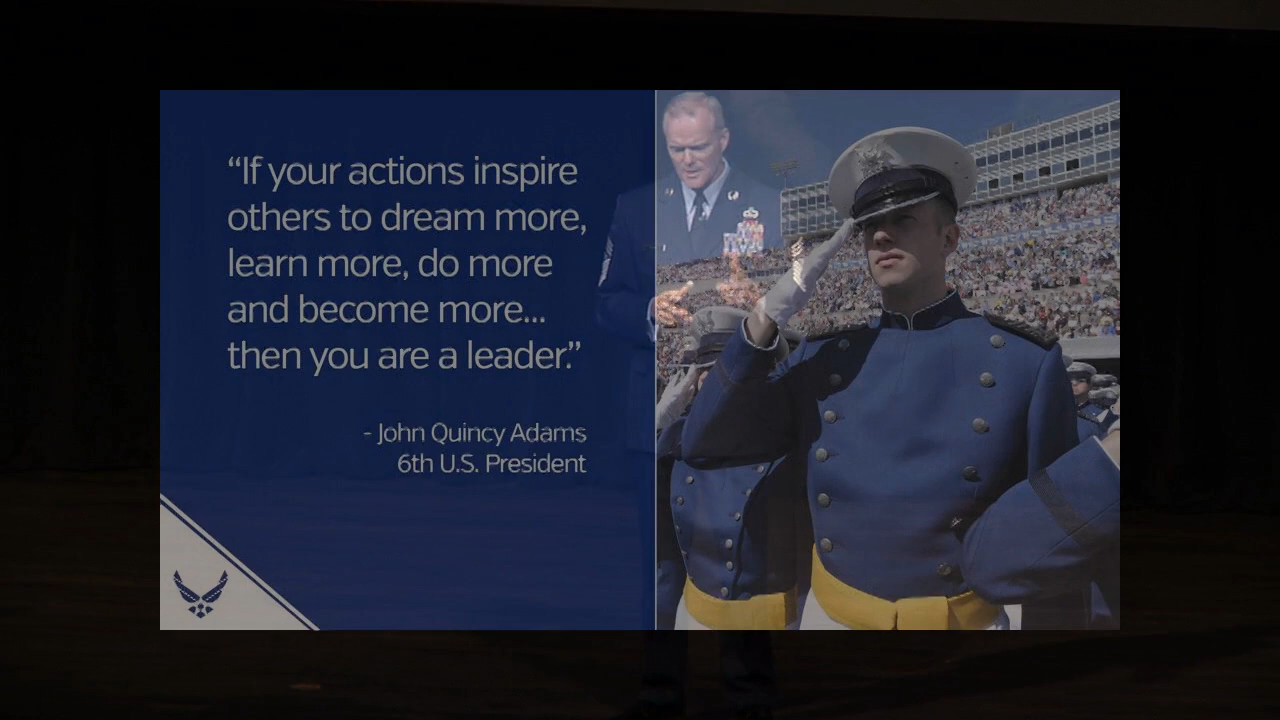 “If your actions inspire
others to dream more,
learn more, do more
and become more...
then you are a leader.”
- John Quincy Adams
6th U.S. President